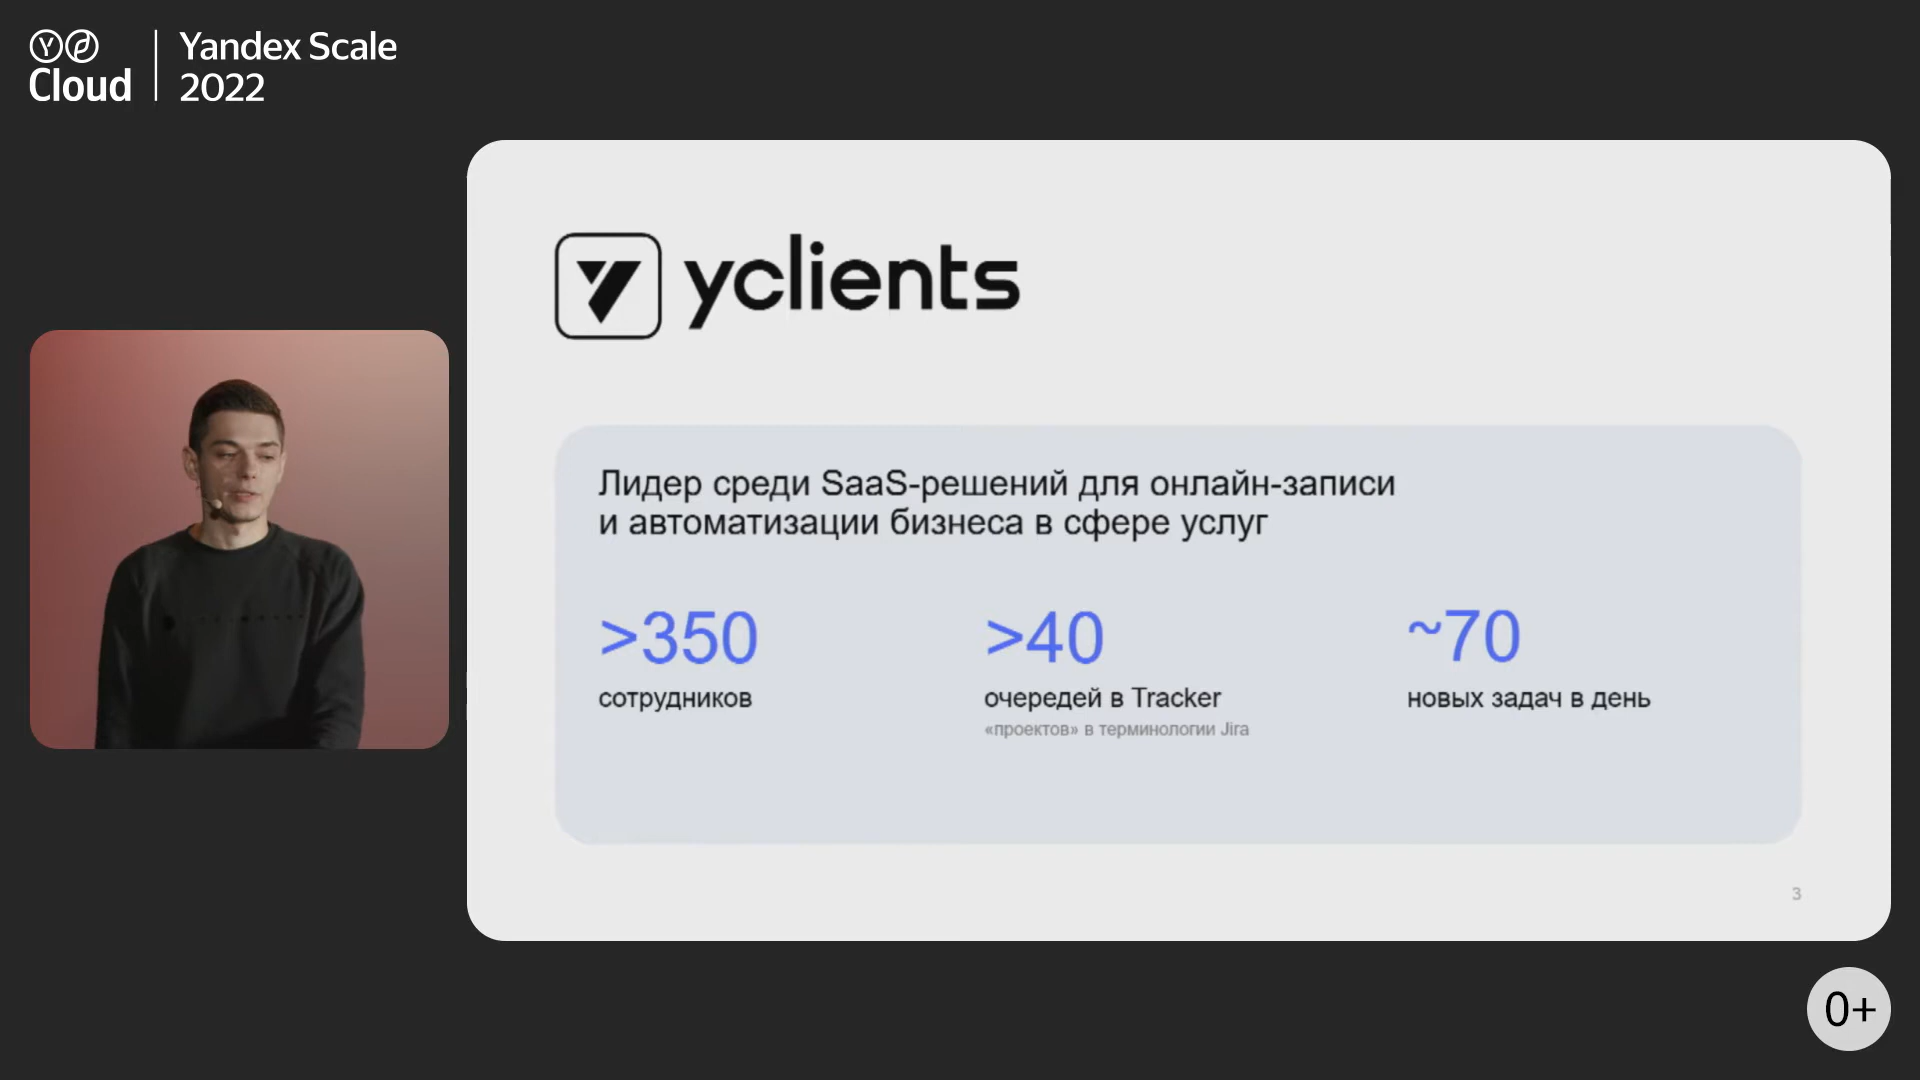 Cloud
Yandex Scale
2022
yclients
Лидер среди SaaS-решений для онлайн-записи
и автоматизации бизнеса в сфере услуг
>350
сотрудников
>40
очередей в Tracker
«проектов» в терминологии Jira
~70
новых задач в день
3
0+